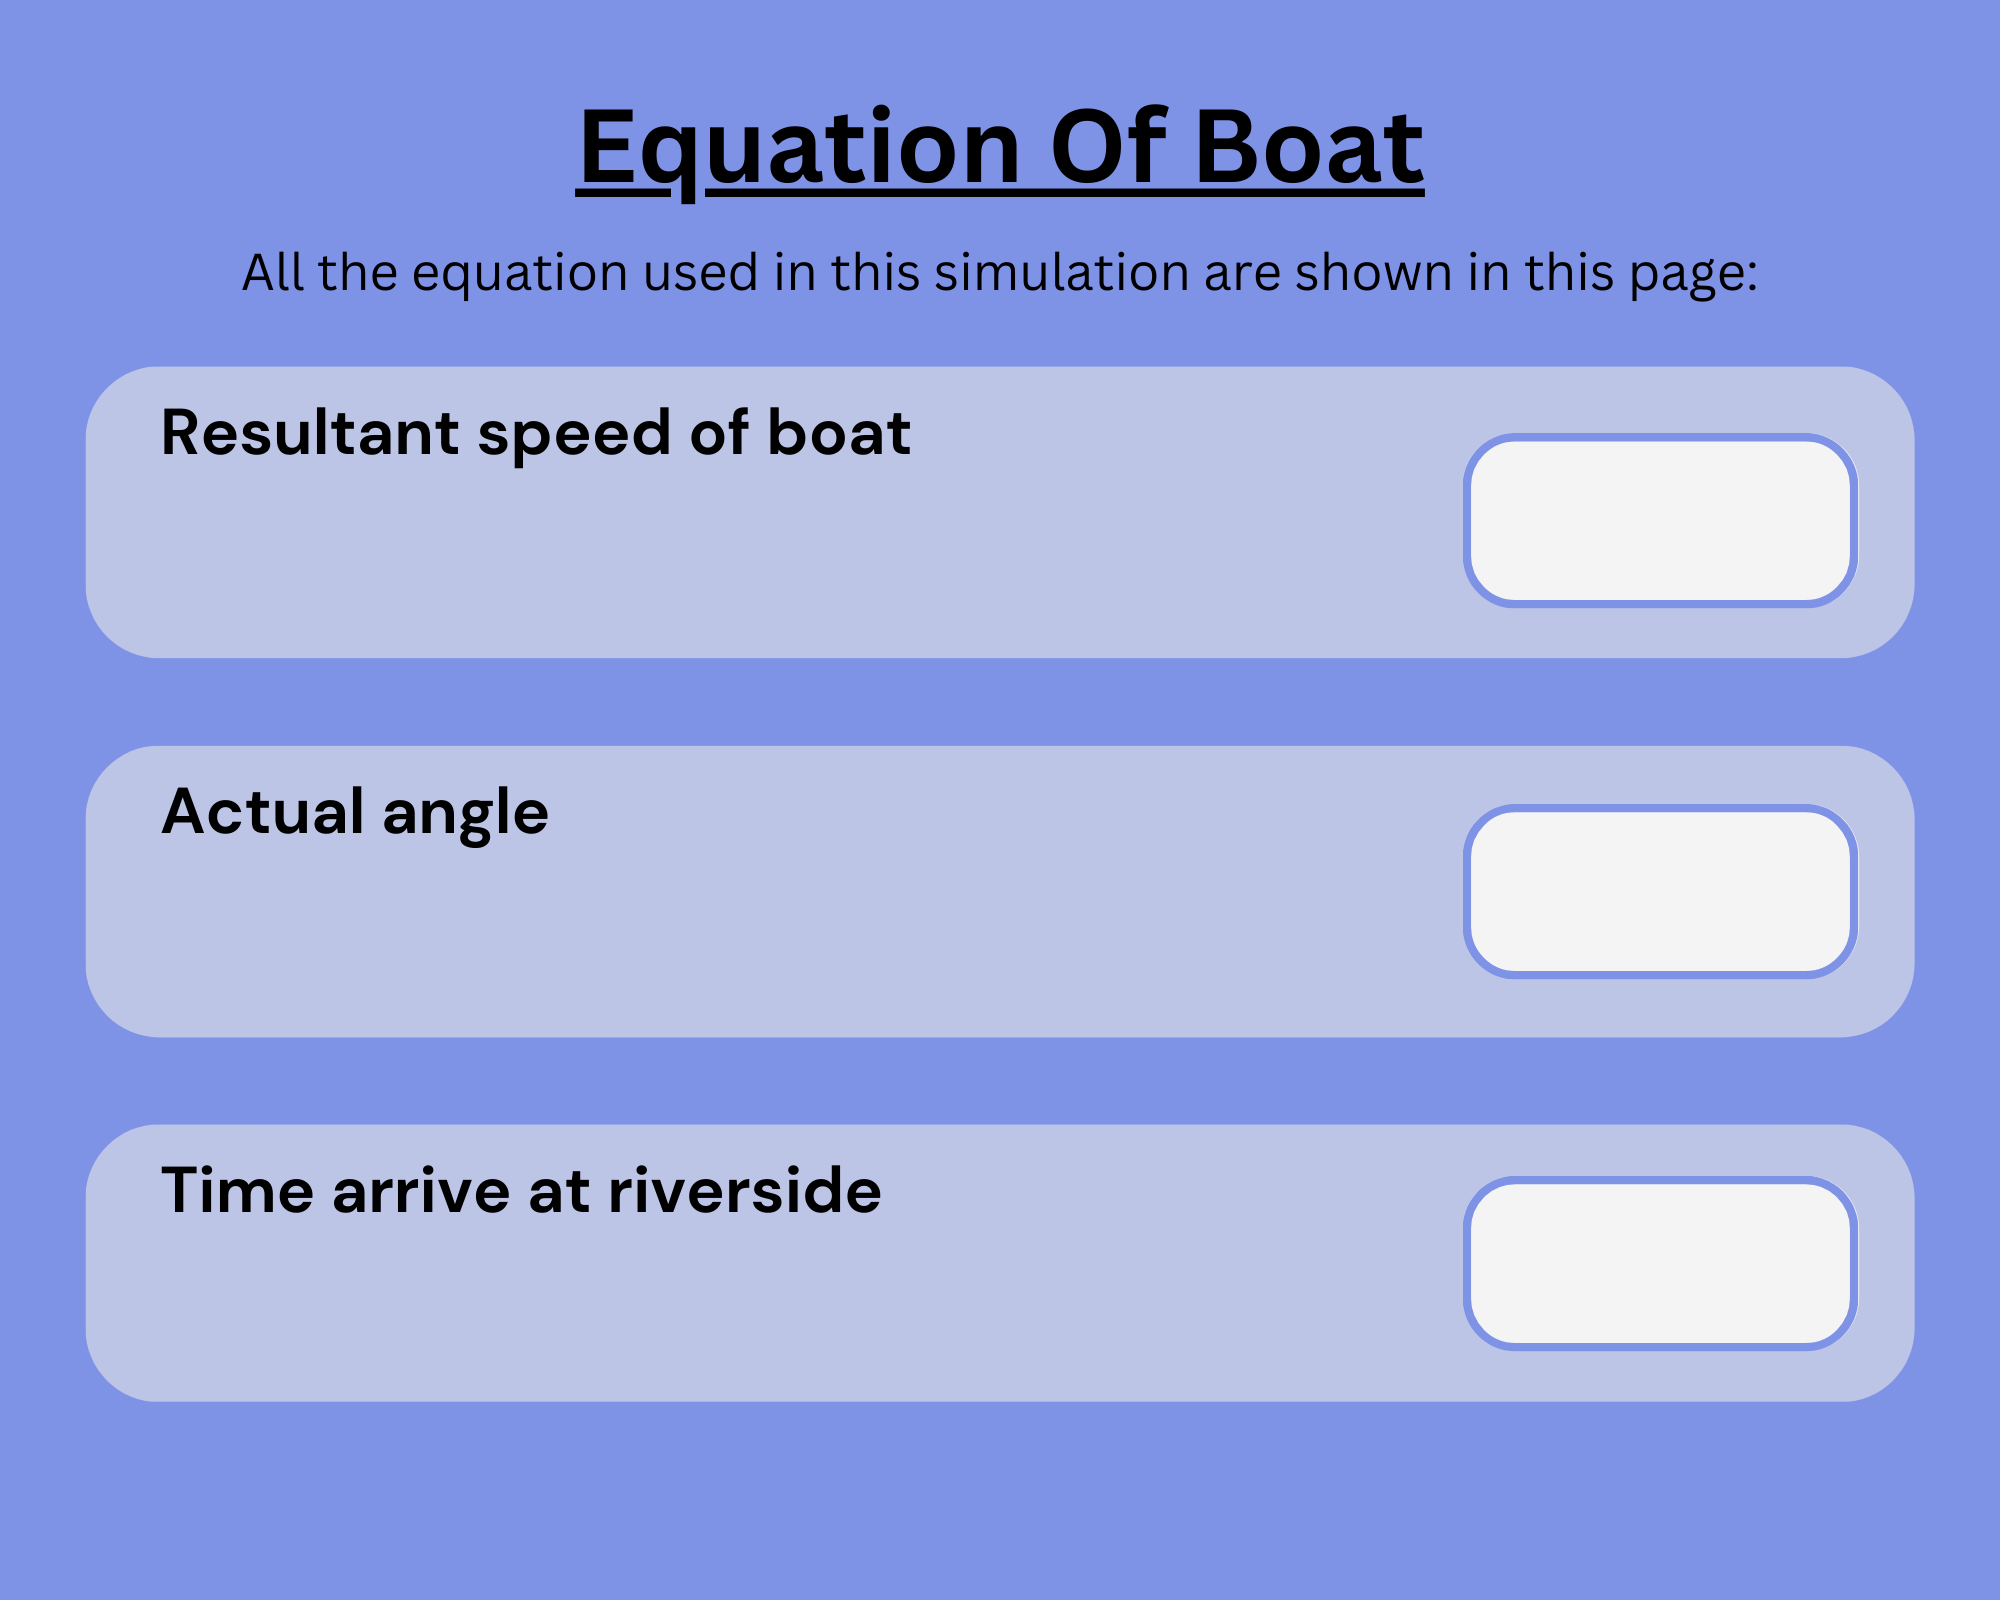 Equation Of Boat
All the equation used in this simulation are shown in this page:
Resultant speed of boat
Actual angle
Time arrive at riverside